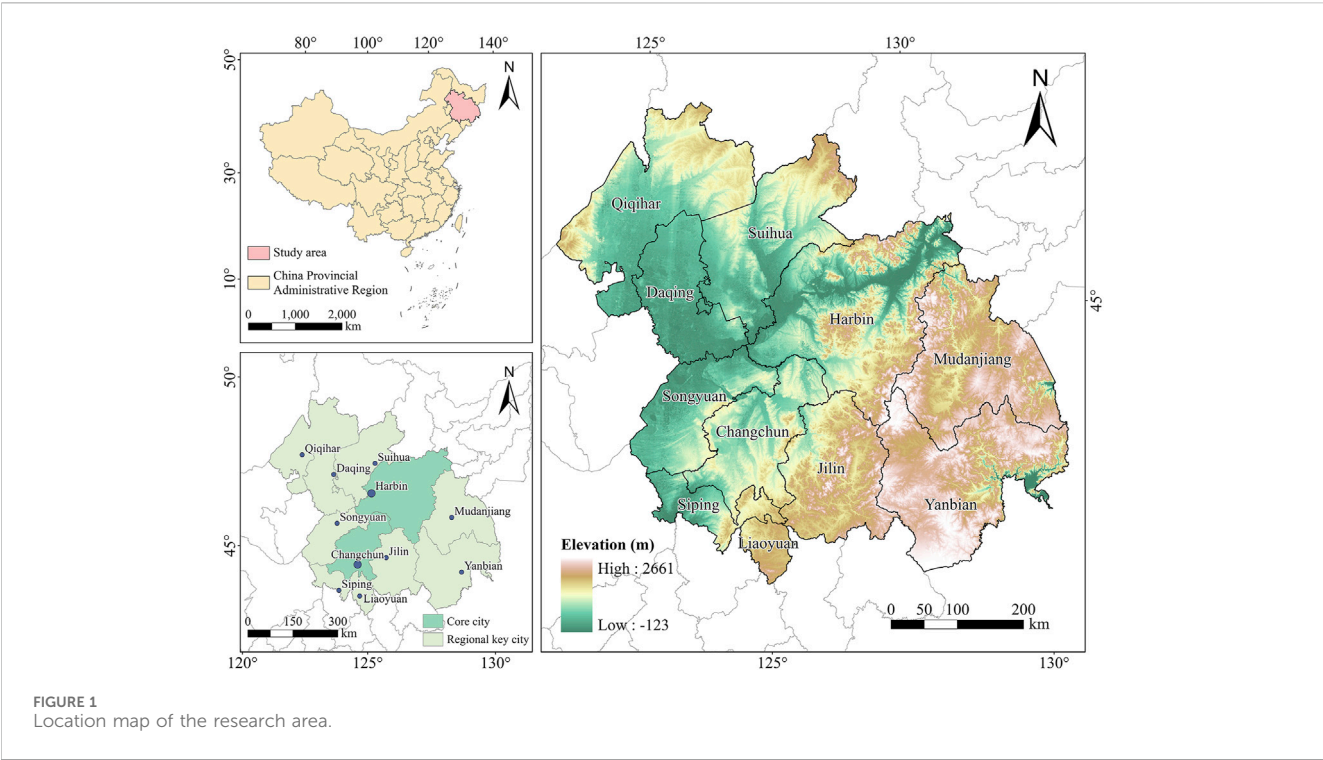 80°
100°
120°
140°
50°
30°
10°
N
Study area
China Provincial
Administrative Region
0
1,000
2,000
km
50°
45°
N
Qiqihar
Suihua
Daqing
Harbin
Songyuan
Mudanjiang
Changchun
Jilin
Yanbian
Siping
Liaoyuan
0
150
300
km
Core city
Regional key city
120°
125°
130°
125°
130°
N
45°
Qiqihar
Suihua
Daqing
Harbin
Mudanjiang
Songyuan
Changchun
Jilin
Siping
Yanbian
Liaoyuan
Elevation (m)
High : 2661
Low : -123
0
50
100
200
km
125°
130°
FIGURE 1
Location map of the research area.